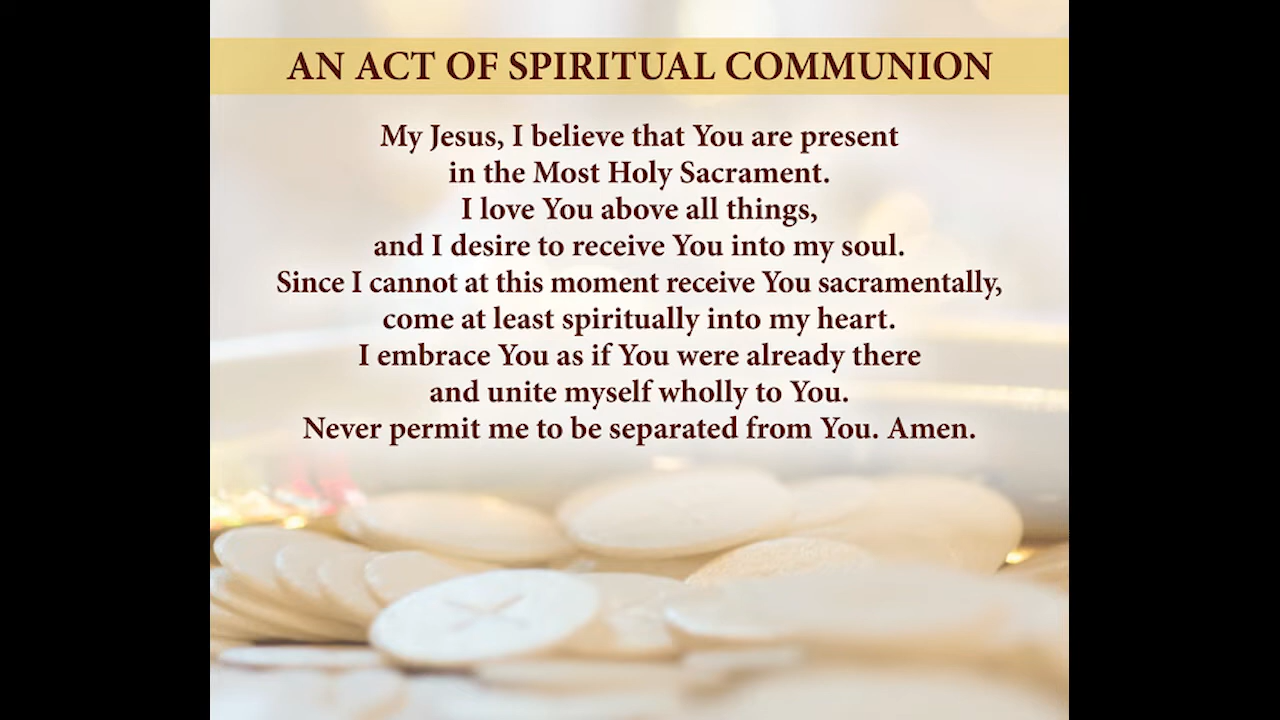 AN ACT OF SPIRITUAL COMMUNION
My Jesus, I believe that You are present
in the Most Holy Sacrament.
I love You above all things,
and I desire to receive You into my soul.
Since I cannot at this moment receive You sacramentally,
come at least spiritually into my heart.
I embrace You as if You were already there
and unite myself wholly to You.
Never permit me to be separated from You. Amen.